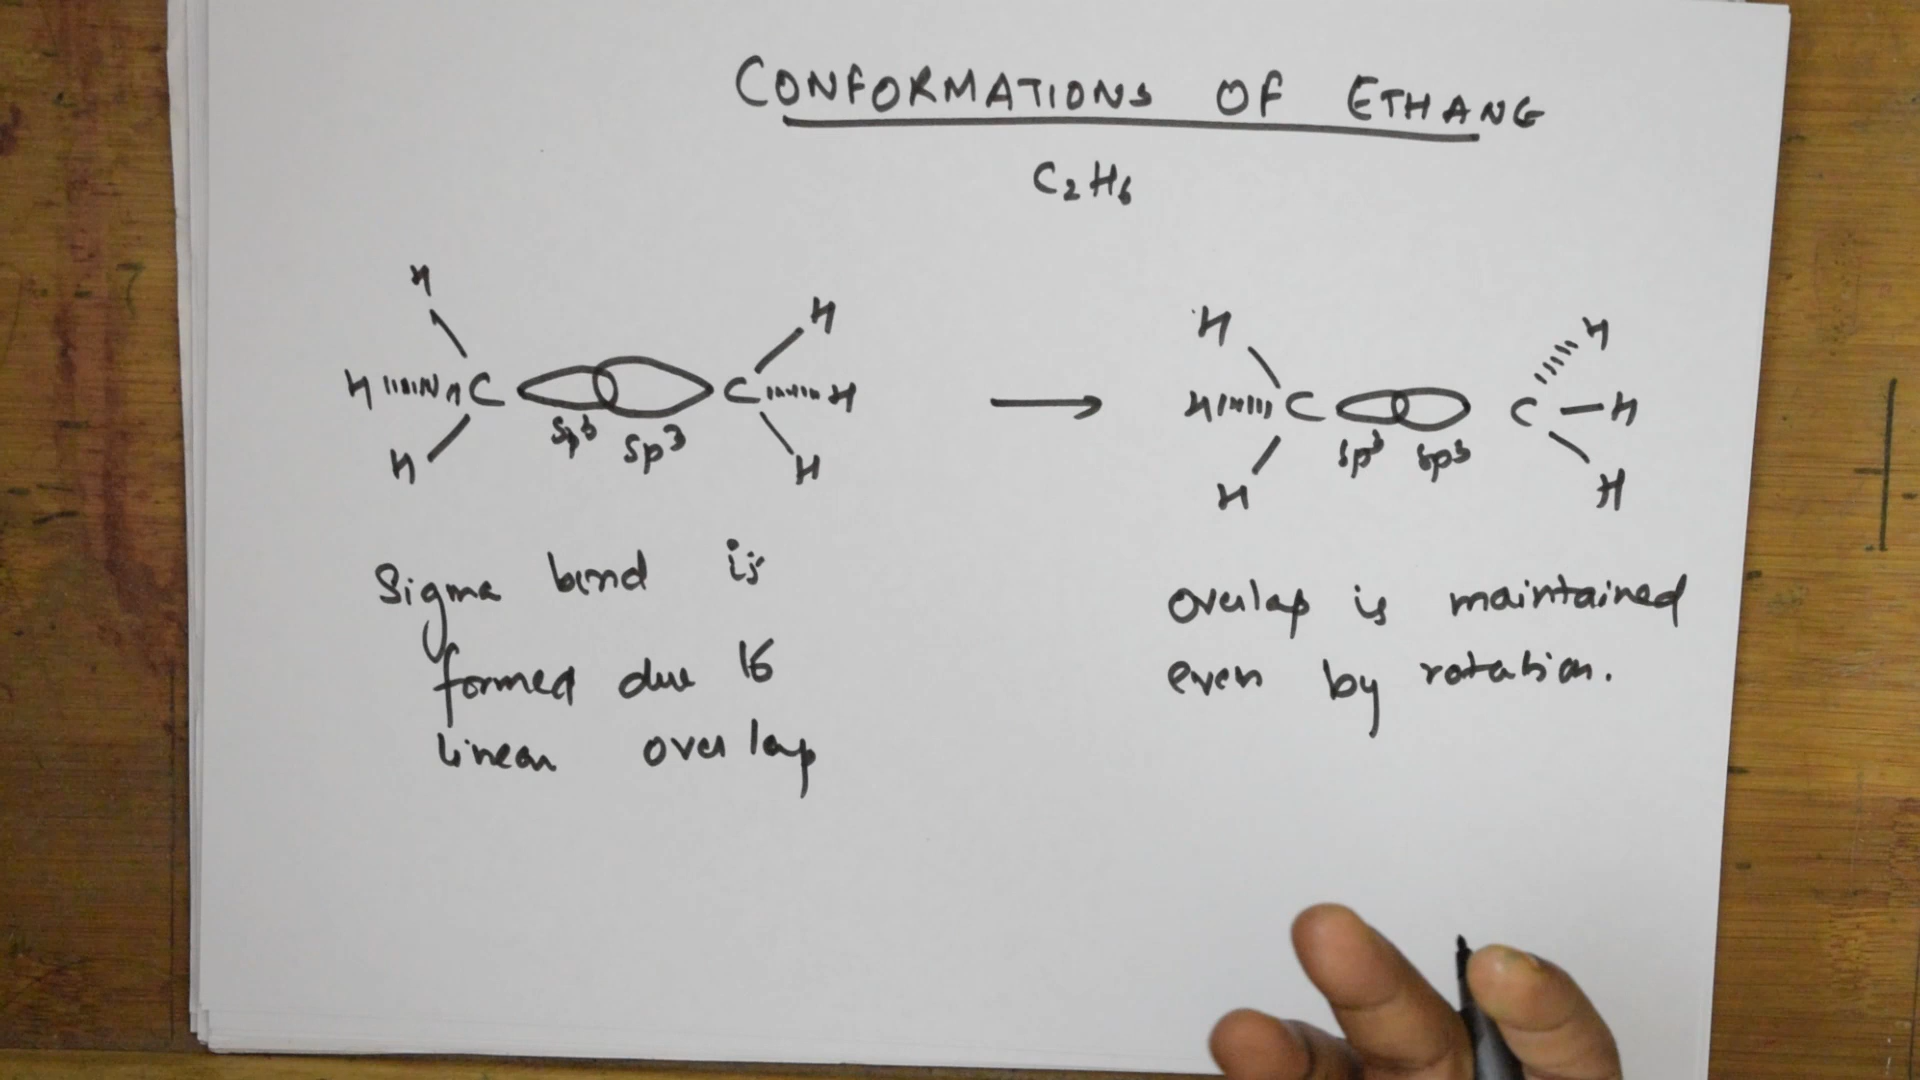 CONFORMATIONS OF ETHANE
C2H6
H H
H C C H
sp3 sp3
H H
H H
H C C H
sp3 sp3
H H
Sigma bond is
formed due to
linear overlap
overlap is maintained
even by rotation.